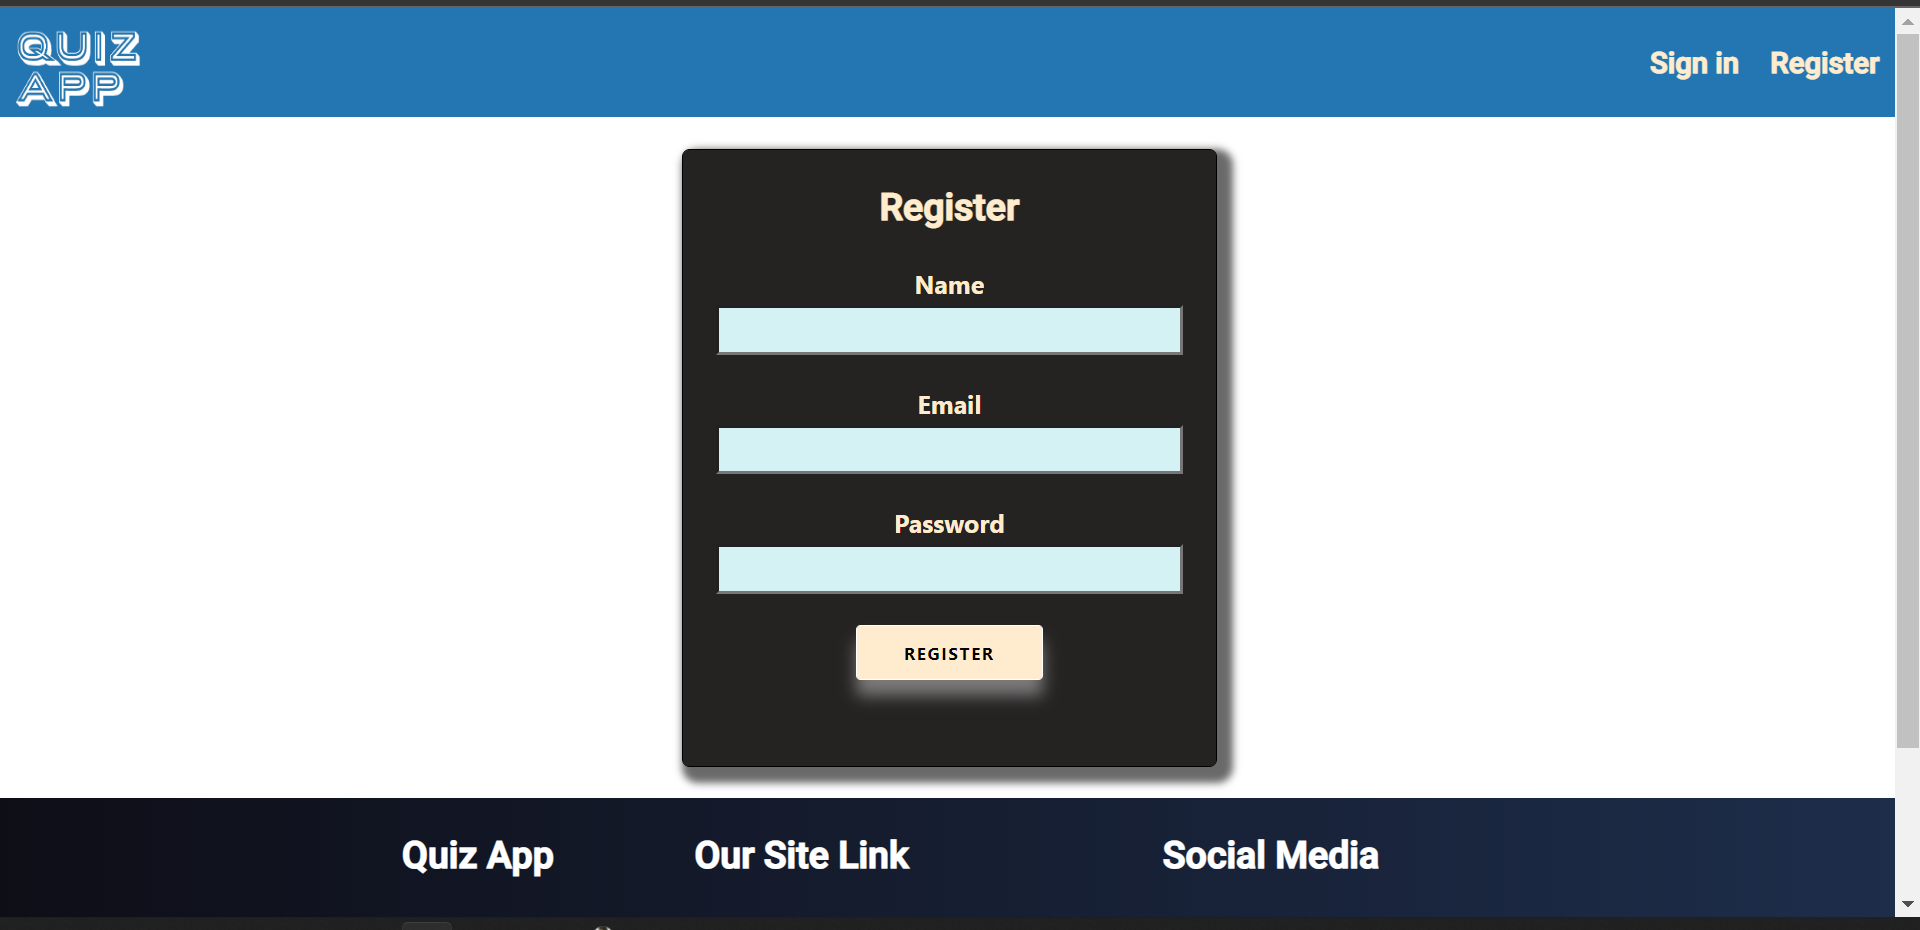 QUIZ
APP
Sign in
Register
Register
Name
Email
Password
REGISTER
Quiz App
Our Site Link
Social Media